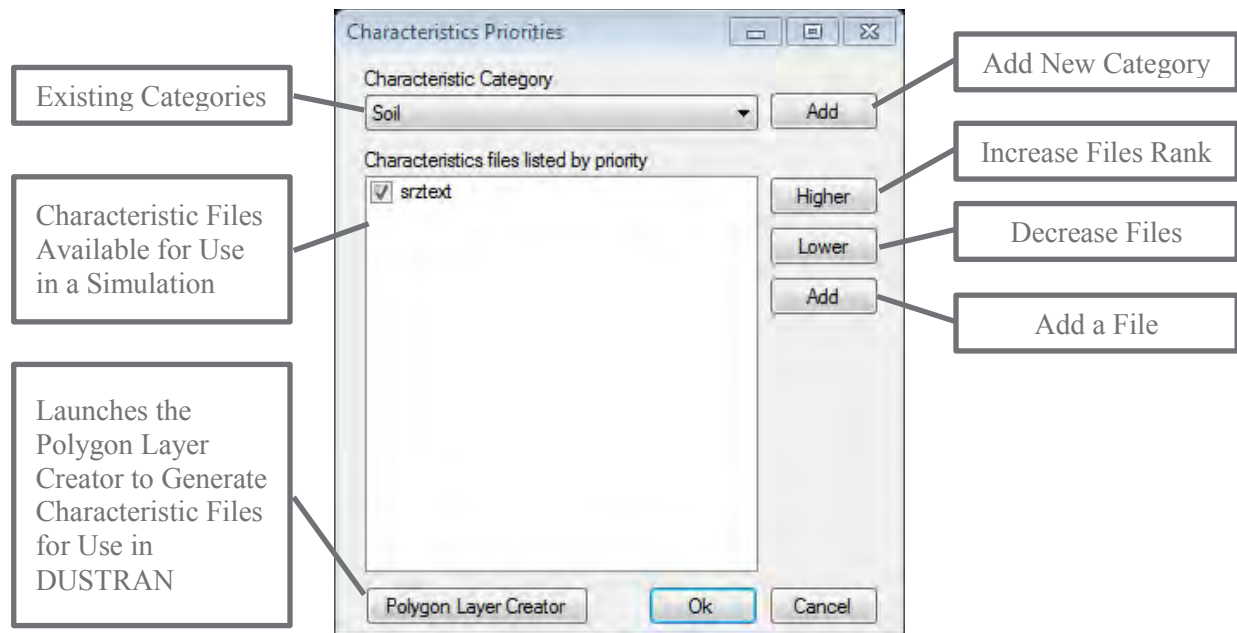 Characteristics Priorities
Existing Categories
Characteristic Category
Soil
Add
Add New Category
Characteristics files listed by priority
srztext
Characteristic Files
Available for Use
in a Simulation
Higher
Increase Files Rank
Lower
Decrease Files
Add
Add a File
Launches the
Polygon Layer
Creator to Generate
Characteristic Files
for Use in
DUSTRAN
Polygon Layer Creator
Ok
Cancel